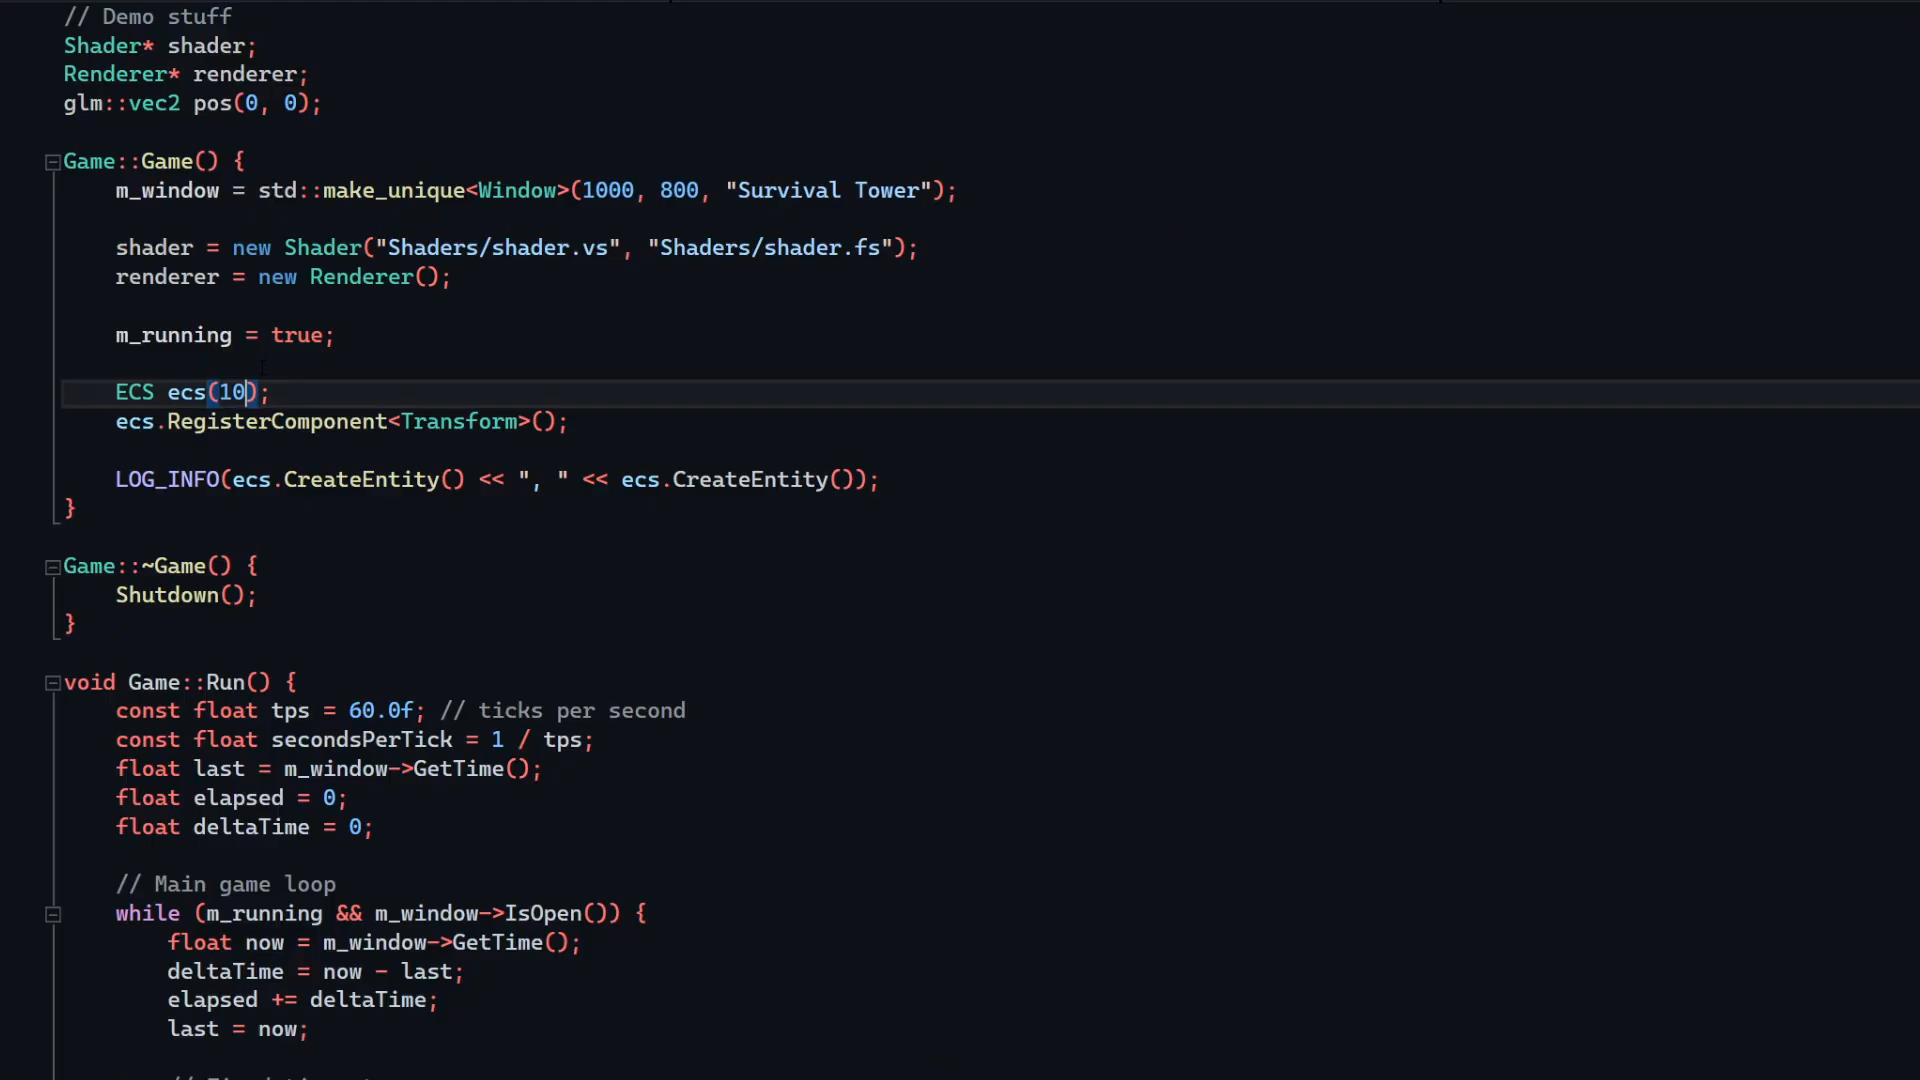 // Demo stuff
Shader* shader;
Renderer* renderer;
glm::vec2 pos(0, 0);
Game::Game() {
m_window = std::make_unique<Window>(1000, 800, "Survival Tower");
shader = new Shader("Shaders/shader.vs", "Shaders/shader.fs");
renderer = new Renderer();
m_running = true;
ECS ecs(10);
ecs.RegisterComponent<Transform>();
LOG_INFO(ecs.CreateEntity() << ", " << ecs.CreateEntity());
}
Game::~Game() {
Shutdown();
}
void Game::Run() {
const float tps = 60.0f; // ticks per second
const float secondsPerTick = 1 / tps;
float last = m_window->GetTime();
float elapsed = 0;
float deltaTime = 0;
// Main game loop
while (m_running && m_window->IsOpen()) {
float now = m_window->GetTime();
deltaTime = now - last;
elapsed += deltaTime;
last = now;